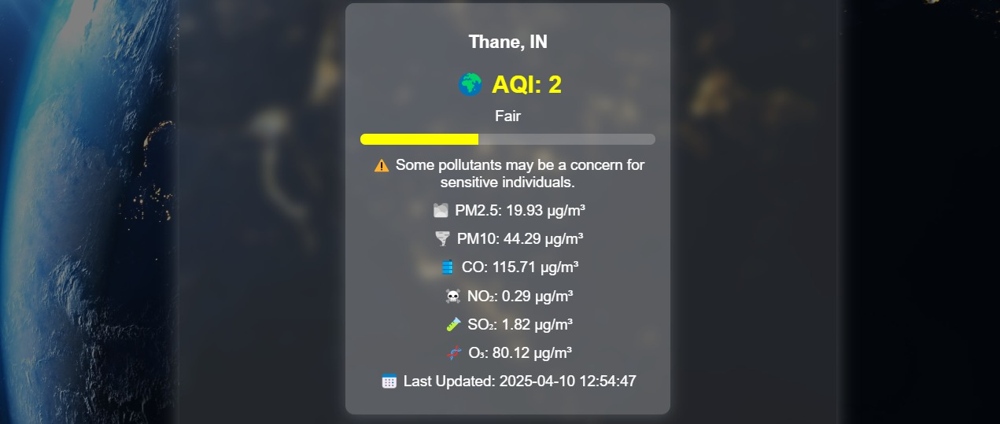 Thane, IN
AQI: 2
Fair
Some pollutants may be a concern for
sensitive individuals.
PM2.5: 19.93 µg/m³
PM10: 44.29 µg/m³
CO: 115.71 µg/m³
NO₂: 0.29 µg/m³
SO₂: 1.82 µg/m³
O₃: 80.12 µg/m³
Last Updated: 2025-04-10 12:54:47